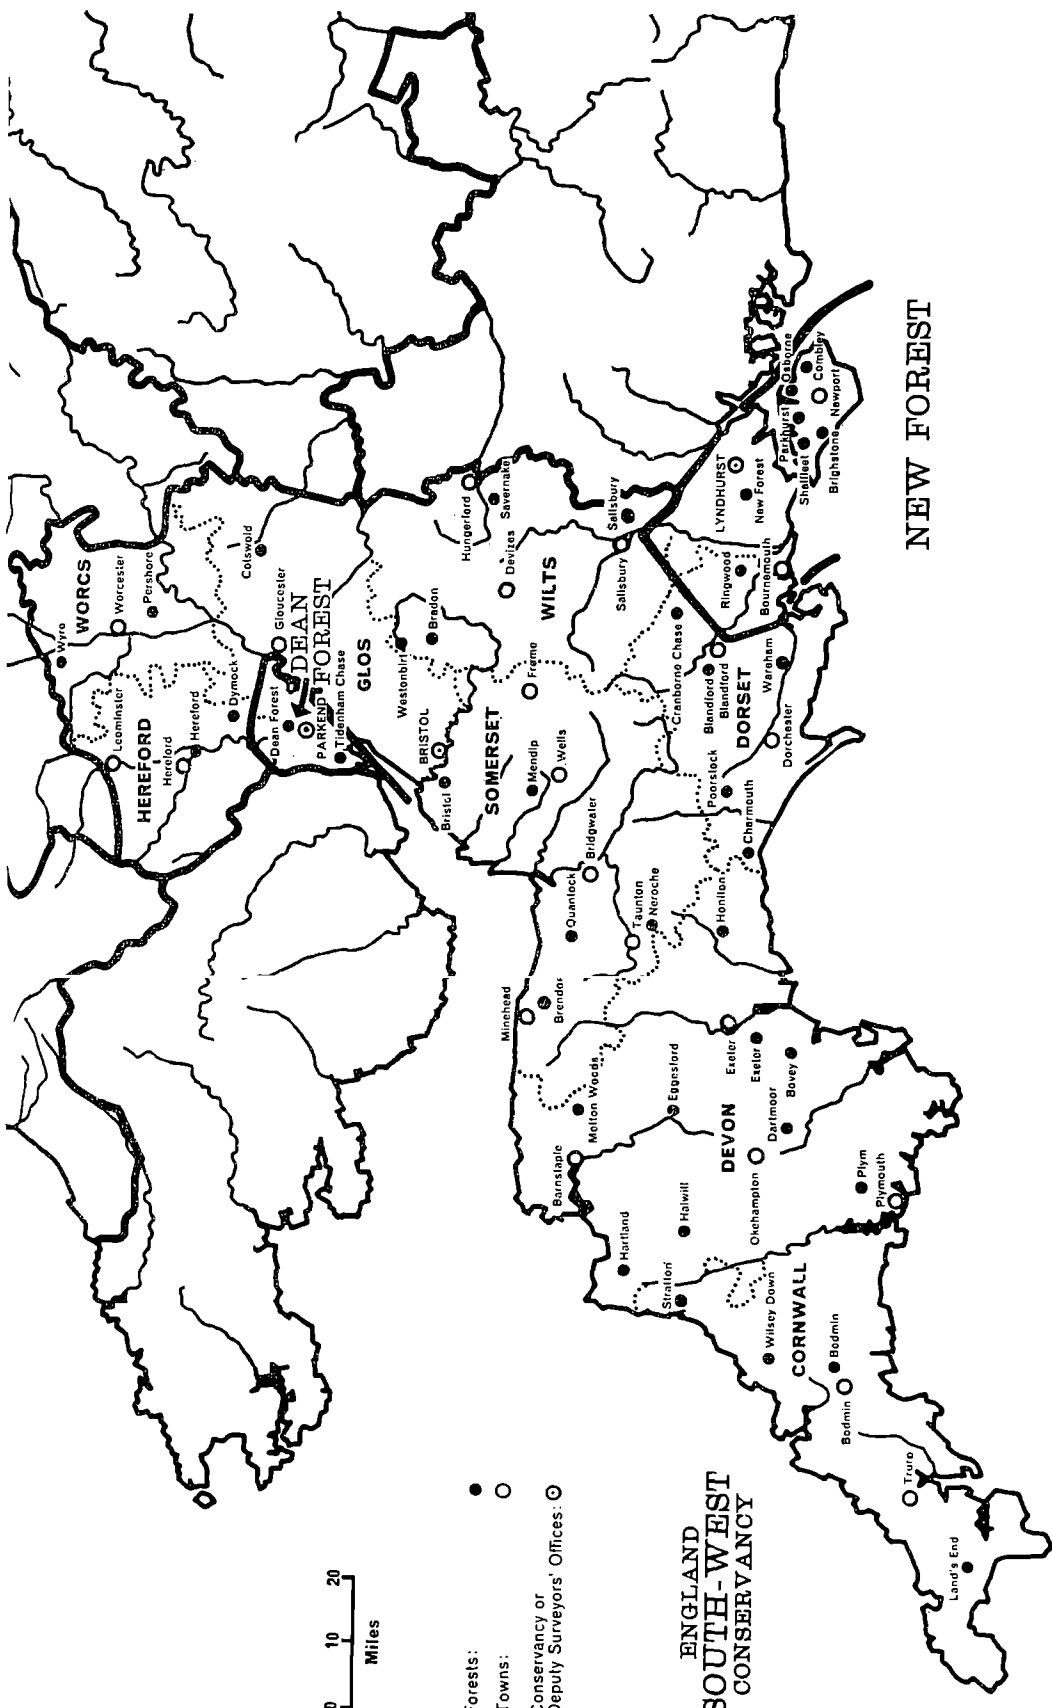 ENGLAND
SOUTH-WEST
CONSERVANCY
NEW FOREST
DEAN
FOREST
0 10 20
Miles
Forests:
Towns:
Conservancy or
Deputy Surveyors' Offices:
WORCS
Wyre
Worcester
Pershore
HEREFORD
Leominster
Hereford
Hereford
Dymock
Cotswold
Gloucester
Dean Forest
PARKEND
Tidenham Chase
GLOS
Westonbirt
Bradon
BRISTOL
Bristol
SOMERSET
Mendip
Wells
Frome
WILTS
Devizes
Hungerford
Savernake
Salisbury
Salisbury
Cranborne Chase
Blandford
Blandford
DORSET
Wareham
Dorchester
Poorstock
Charmouth
Ringwood
Bournemouth
LYNDHURST
New Forest
Parkhurst
Osborne
Combley
Newport
Shalfleet
Brighstone
Bridgwater
Quantock
Taunton
Neroche
Honiton
Minehead
Brendon
Molton Woods
Barnstaple
Eggesford
DEVON
Exeter
Exeter
Bovey
Dartmoor
Okehampton
Plym
Plymouth
Halwill
Hartland
Stratton
Wilsey Down
CORNWALL
Bodmin
Bodmin
Truro
Land's End